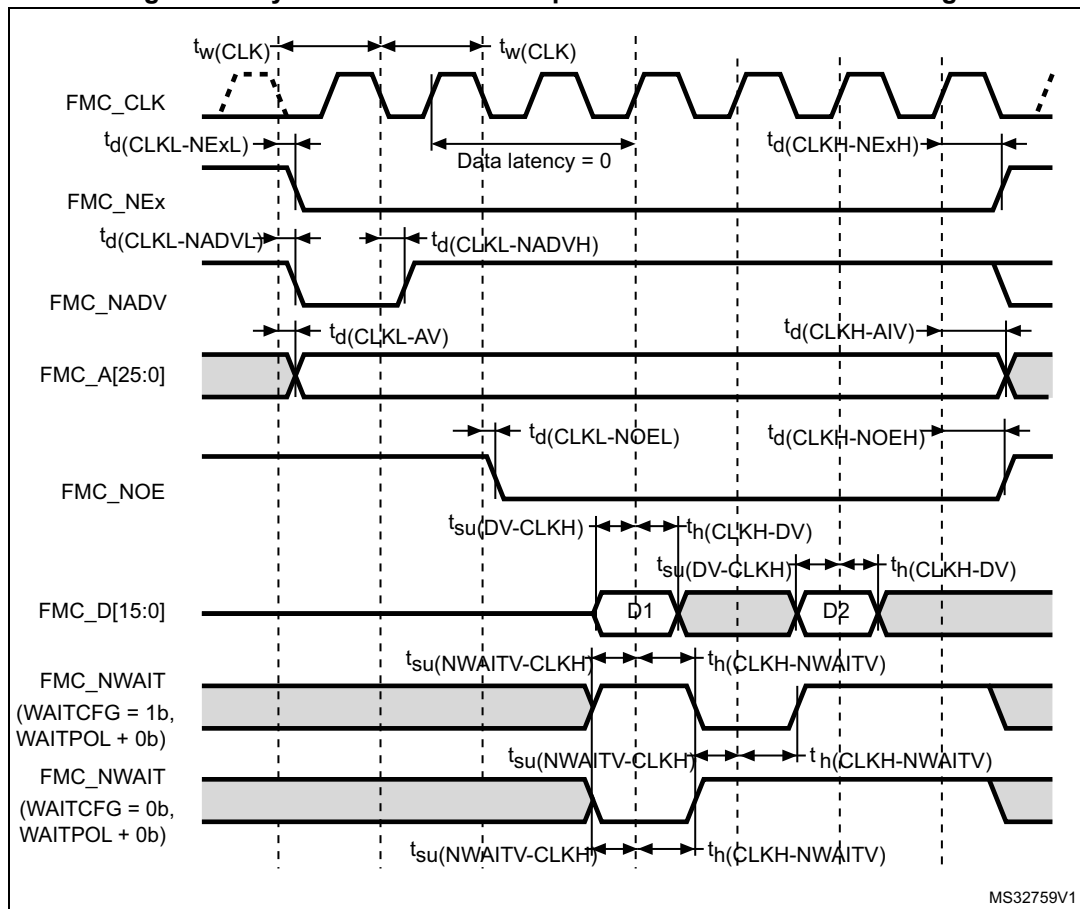 tw(CLK) tw(CLK)
FMC_CLK
td(CLKL-NExL) Data latency = 0 td(CLKH-NExH)
FMC_NEx
td(CLKL-NADVL) td(CLKL-NADVH)
FMC_NADV
td(CLKL-AV) td(CLKH-AIV)
FMC_A[25:0]
td(CLKL-NOEL) td(CLKH-NOEH)
FMC_NOE
tsu(DV-CLKH) th(CLKH-DV)
tsu(DV-CLKH) th(CLKH-DV)
FMC_D[15:0] D1 D2
tsu(NWAITV-CLKH) th(CLKH-NWAITV)
FMC_NWAIT
(WAITCFG = 1b,
WAITPOL + 0b)
tsu(NWAITV-CLKH) th(CLKH-NWAITV)
FMC_NWAIT
(WAITCFG = 0b,
WAITPOL + 0b)
tsu(NWAITV-CLKH) th(CLKH-NWAITV)
MS32759V1